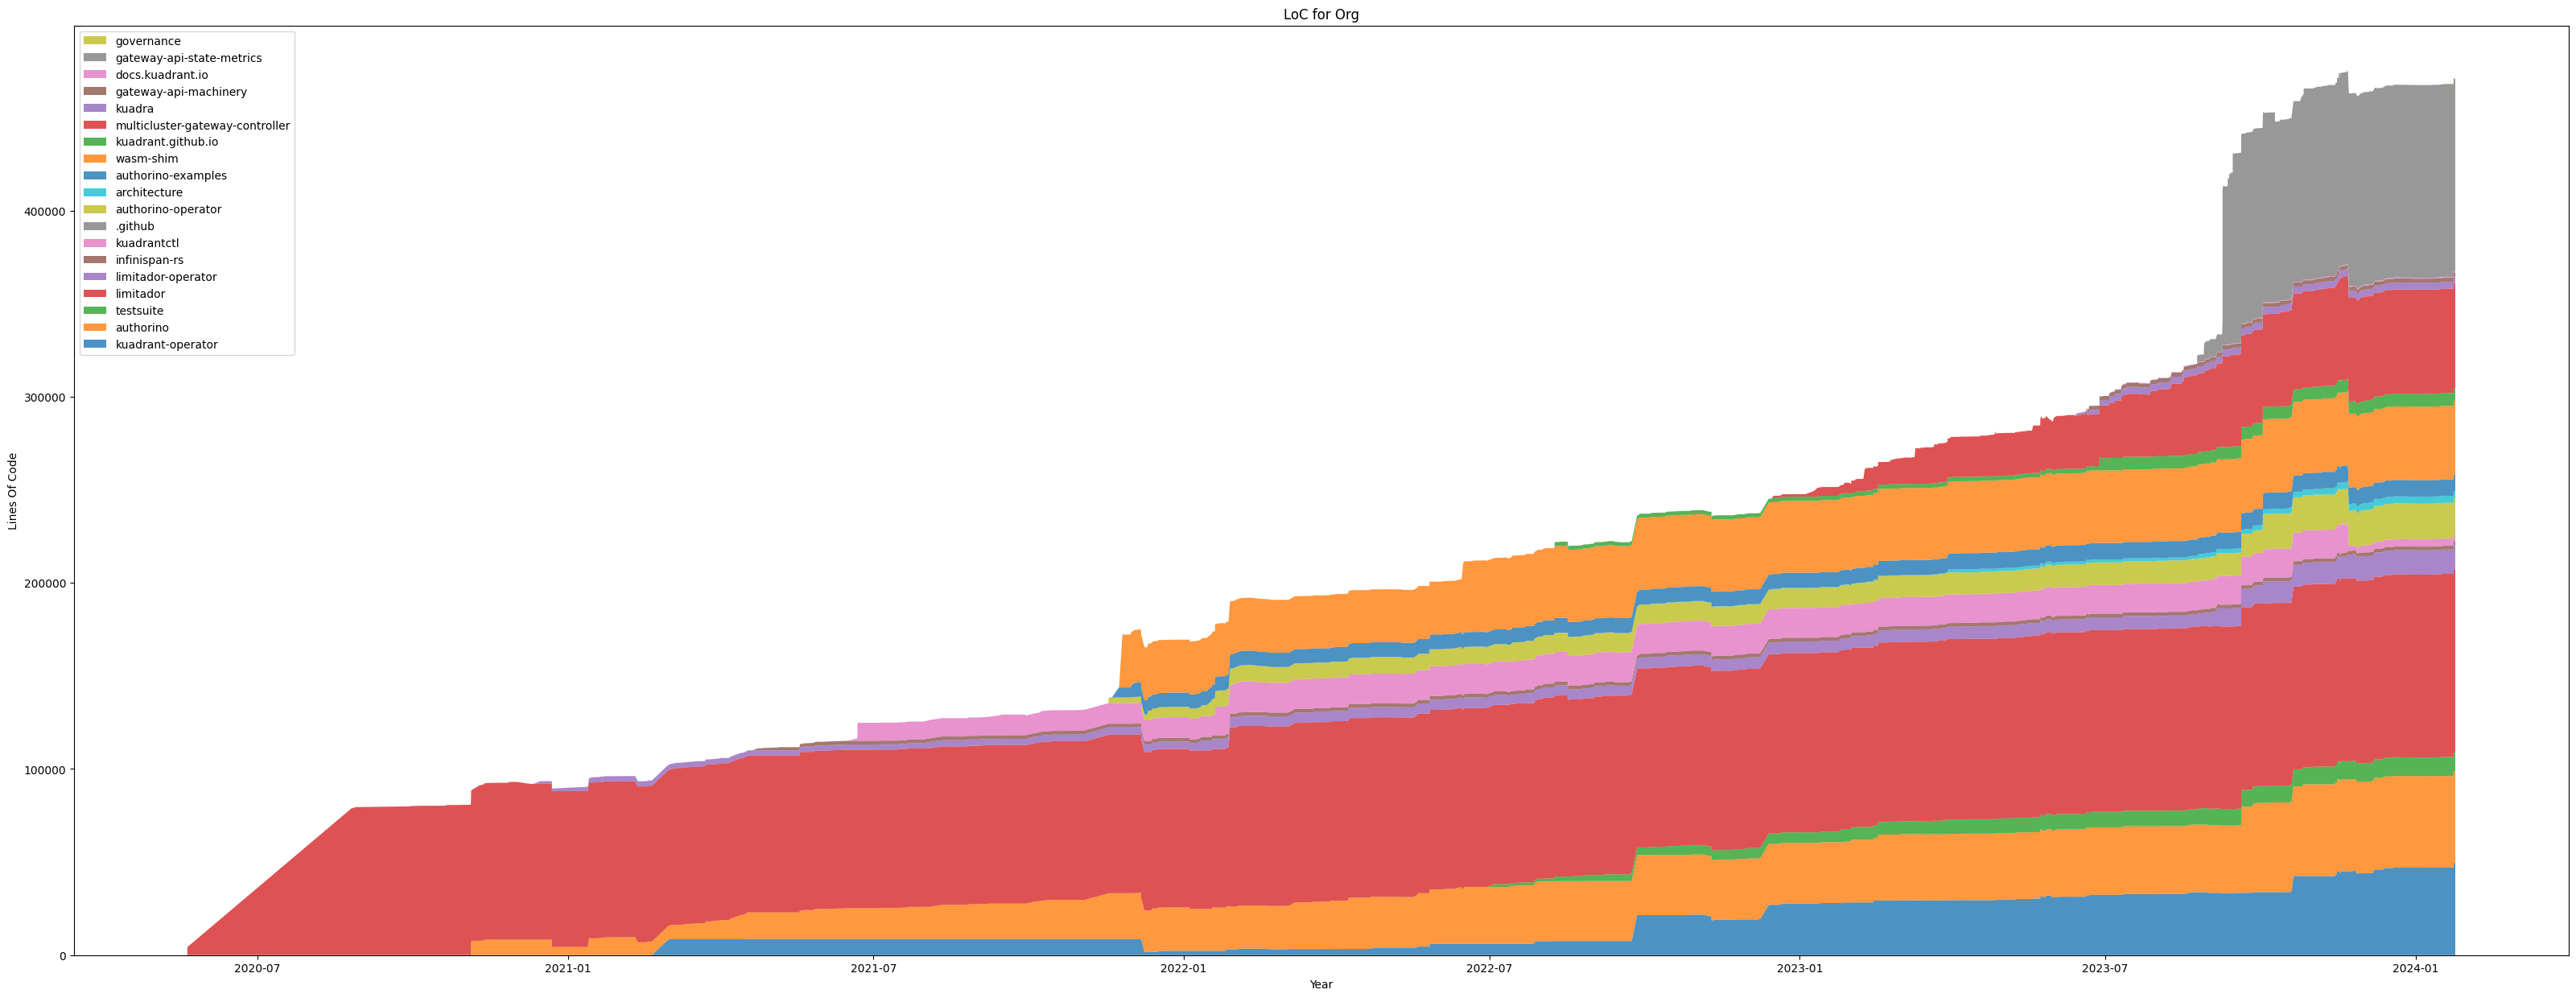 LoC for Org
governance
gateway-api-state-metrics
docs.kuadrant.io
gateway-api-machinery
kuadra
multicluster-gateway-controller
kuadrant.github.io
wasm-shim
authorino-examples
architecture
authorino-operator
.github
kuadrantctl
infinispan-rs
limitador-operator
limitador
testsuite
authorino
kuadrant-operator
Lines Of Code
400000
300000
200000
100000
0
2020-07 2021-01 2021-07 2022-01 2022-07 2023-01 2023-07 2024-01
Year